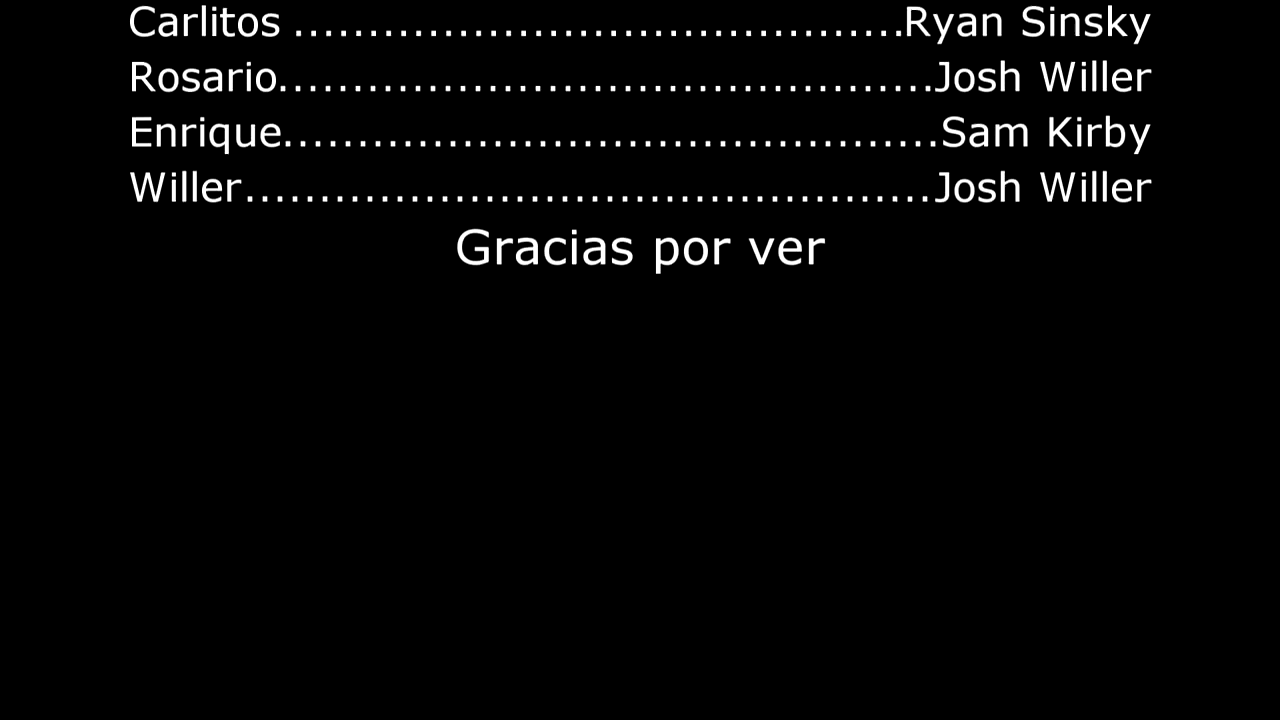 Carlitos ..........................................Ryan Sinsky
Rosario.............................................Josh Willer
Enrique.............................................Sam Kirby
Willer...............................................Josh Willer
Gracias por ver